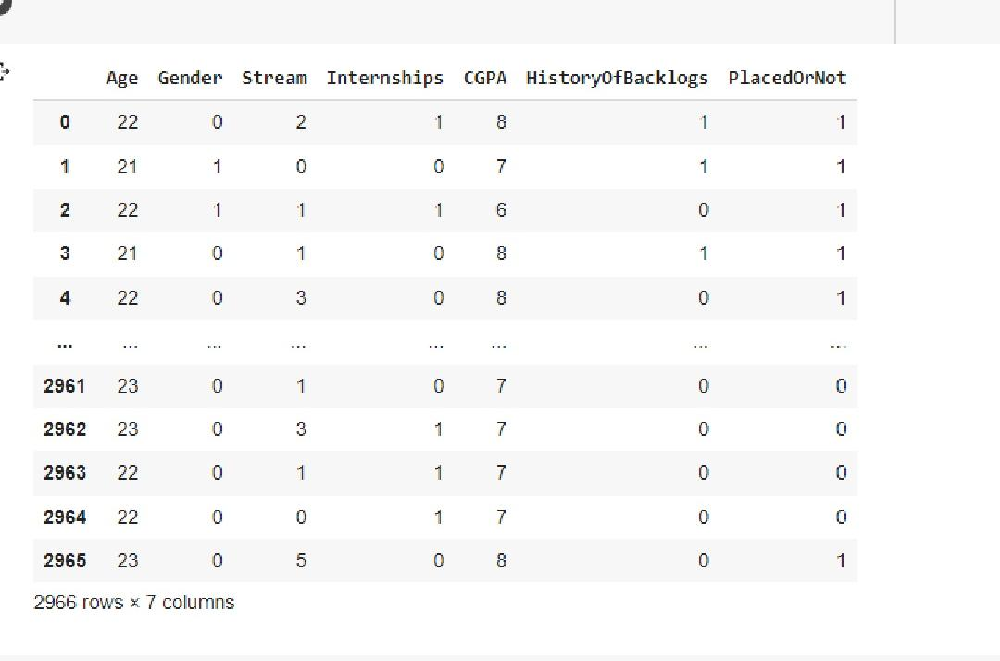 Age Gender Stream Internships CGPA HistoryOfBacklogs PlacedOrNot
0 22 0 2 1 8 1 1
1 21 1 0 0 7 1 1
2 22 1 1 1 6 0 1
3 21 0 1 0 8 1 1
4 22 0 3 0 8 0 1
... ... ... ... ... ... ... ...
2961 23 0 1 0 7 0 0
2962 23 0 3 1 7 0 0
2963 22 0 1 1 7 0 0
2964 22 0 0 1 7 0 0
2965 23 0 5 0 8 0 1
2966 rows × 7 columns